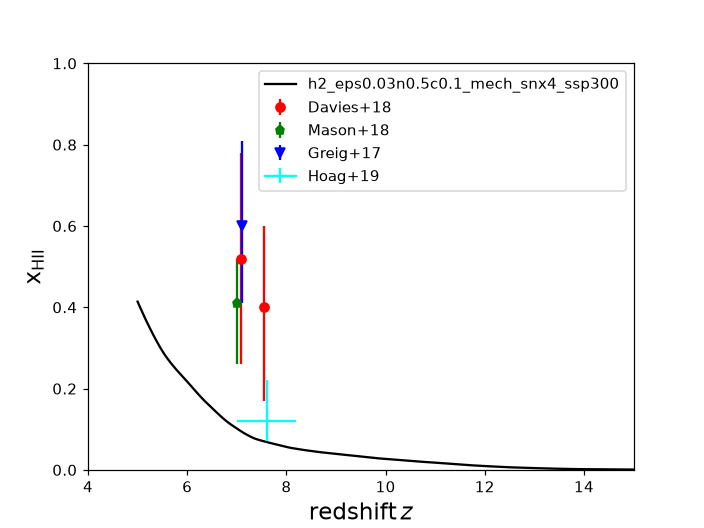 1.0
0.8
0.6
0.4
0.2
0.0
x_HII
h2_eps0.03n0.5c0.1_mech_snx4_ssp300
Davies+18
Mason+18
Greig+17
Hoag+19
4 6 8 10 12 14
redshift z